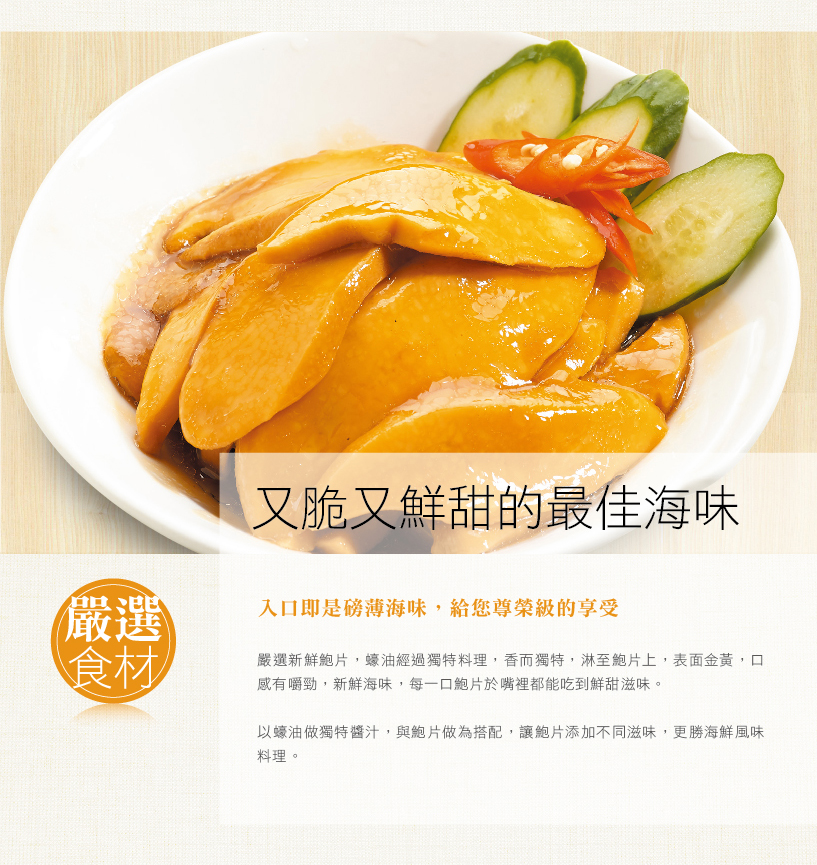 又脆又鮮甜的最佳海味
嚴選
食材
入口即是磅薄海味，給您尊榮級的享受
嚴選新鮮鮑片，蠔油經過獨特料理，香而獨特，淋至鮑片上，表面金黃，口
感有嚼勁，新鮮海味，每一口鮑片於嘴裡都能吃到鮮甜滋味。
以蠔油做獨特醬汁，與鮑片做為搭配，讓鮑片添加不同滋味，更勝海鮮風味
料理。